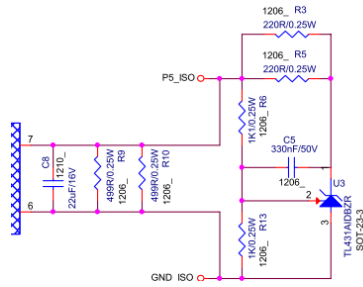 1206_ R3
220R/0.25W
1206_ R5
220R/0.25W
P5_ISO
R6
1K1/0.25W
1206_
C5
330nF/50V
1206_
1
U3
2
3
TL431AIDBZR
SOT-23-3
7
C8
1210_
22uF/16V
R9
499R/0.25W
1206_
R10
499R/0.25W
1206_
6
R13
1K/0.25W
1206_
GND_ISO